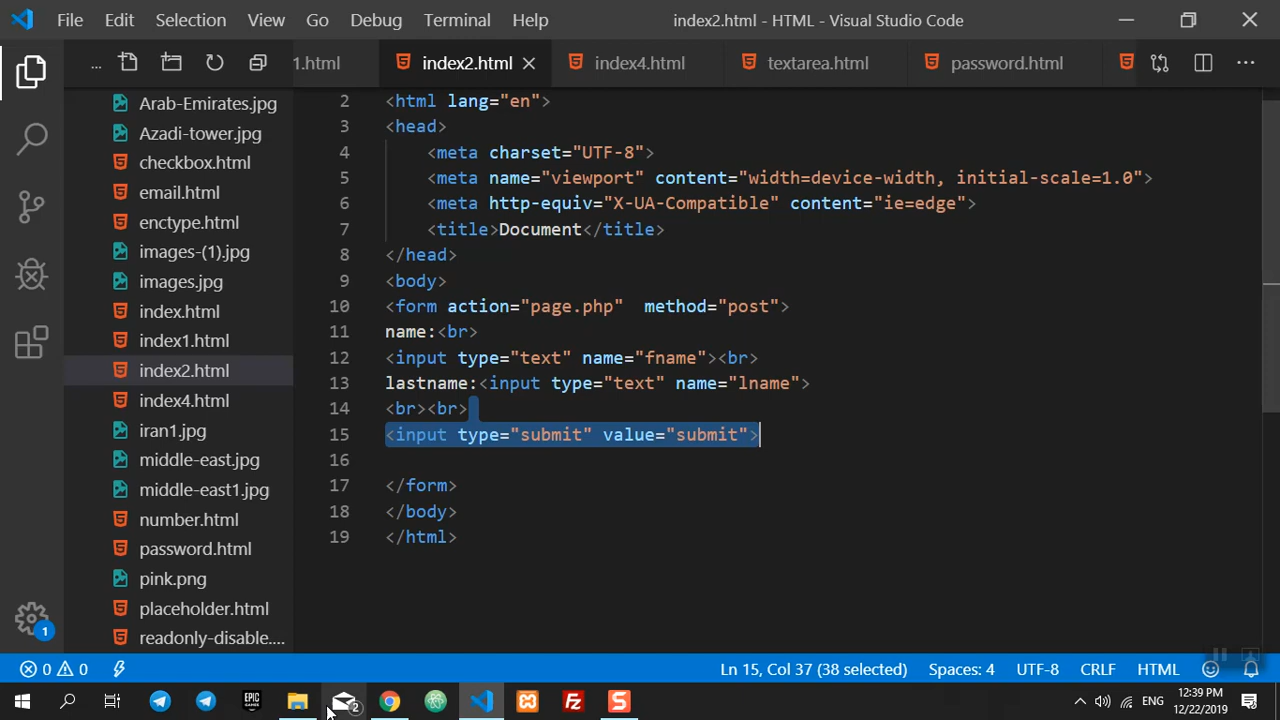 File Edit Selection View Go Debug Terminal Help index2.html - HTML - Visual Studio Code
... 1.html index2.html index4.html textarea.html password.html ...
Arab-Emirates.jpg
Azadi-tower.jpg
checkbox.html
email.html
enctype.html
images-(1).jpg
images.jpg
index.html
index1.html
index2.html
index4.html
iran1.jpg
middle-east.jpg
middle-east1.jpg
number.html
password.html
pink.png
placeholder.html
readonly-disable....
1
2 <html lang="en">
3 <head>
4 <meta charset="UTF-8">
5 <meta name="viewport" content="width=device-width, initial-scale=1.0">
6 <meta http-equiv="X-UA-Compatible" content="ie=edge">
7 <title>Document</title>
8 </head>
9 <body>
10 <form action="page.php"  method="post">
11 name:<br>
12 <input type="text" name="fname"><br>
13 lastname:<input type="text" name="lname">
14 <br><br>
15 <input type="submit" value="submit">
16
17 </form>
18 </body>
19 </html>
0 0 Ln 15, Col 37 (38 selected) Spaces: 4 UTF-8 CRLF HTML
EPIC GAMES 2 Fz S ENG 12:39 PM
12/22/2019